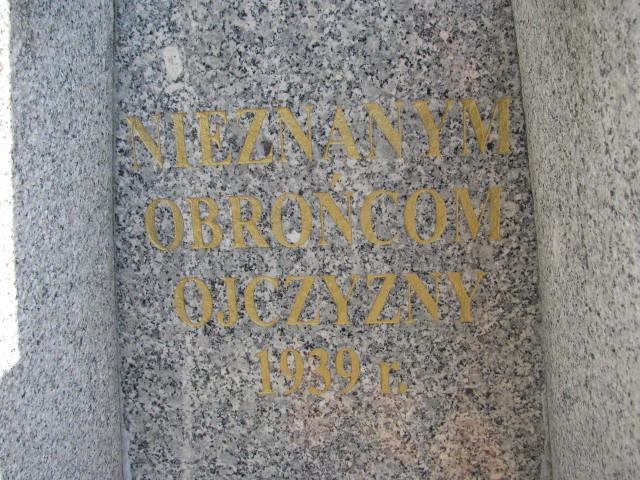 NIEZNANYM
OBROŃCOM
OJCZYZNY
1939 r.